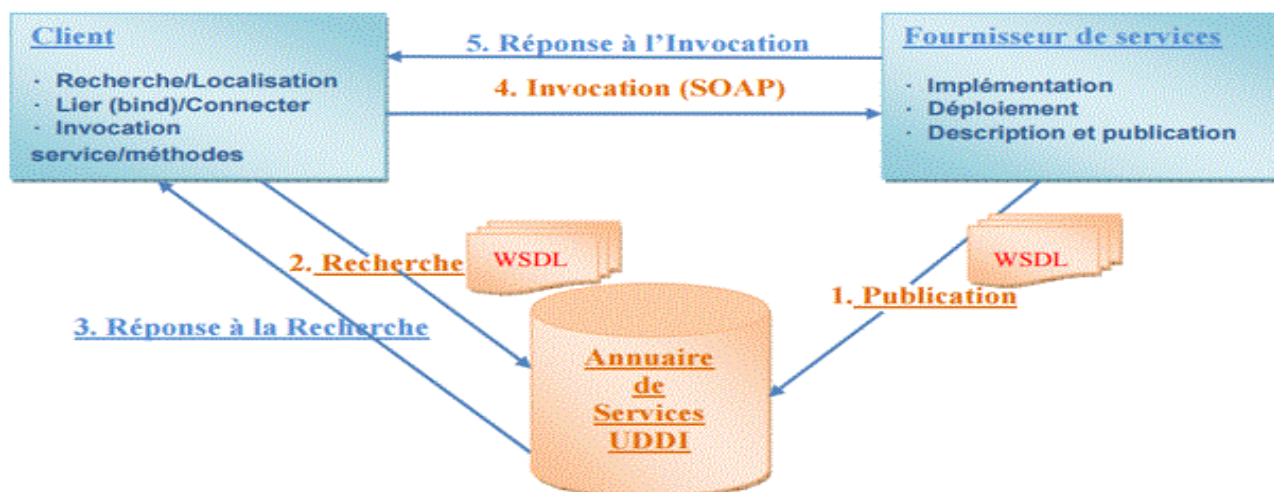 Client
· Recherche/Localisation
· Lier (bind)/Connecter
· Invocation
service/méthodes
5. Réponse à l'Invocation
4. Invocation (SOAP)
Fournisseur de services
· Implémentation
· Déploiement
· Description et publication
2. Recherche
WSDL
WSDL
1. Publication
3. Réponse à la Recherche
Annuaire
de
Services
UDDI